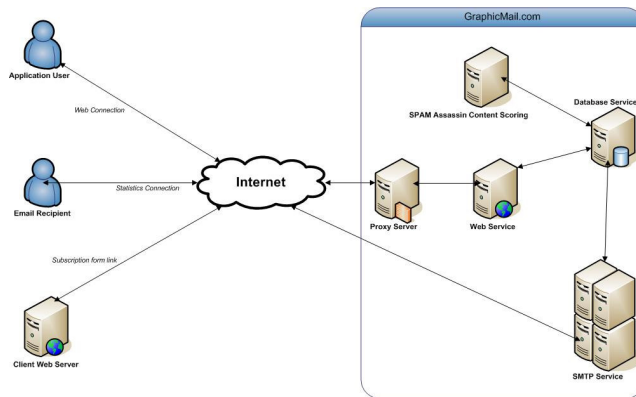 GraphicMail.com
Application User
Web Connection
SPAM Assassin Content Scoring
Database Service
Email Recipient
Statistics Connection
Internet
Proxy Server
Web Service
Subscription form link
Client Web Server
SMTP Service